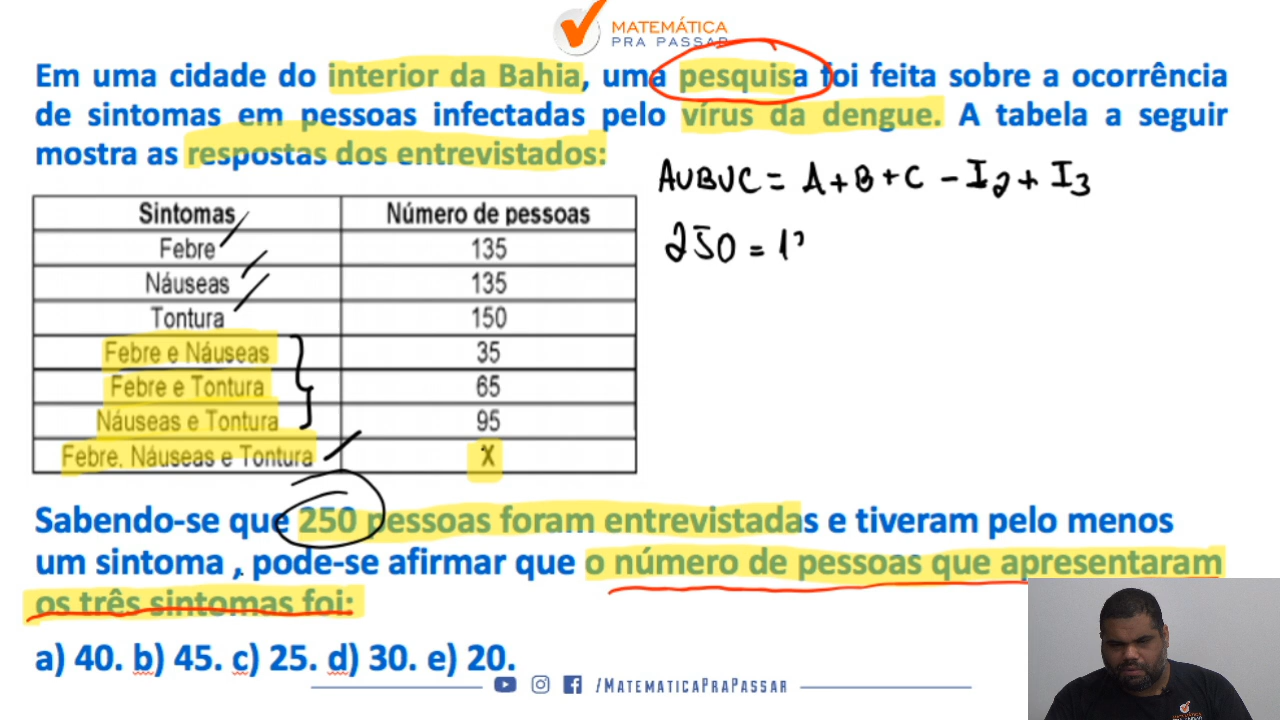 MATEMÁTICA
PRA PASSAR
Em uma cidade do interior da Bahia, uma pesquisa foi feita sobre a ocorrência
de sintomas em pessoas infectadas pelo vírus da dengue. A tabela a seguir
mostra as respostas dos entrevistados:
AUBUC = A+B+C - I2 + I3
250 = 13
Sintomas Número de pessoas
Febre 135
Náuseas 135
Tontura 150
Febre e Náuseas 35
Febre e Tontura 65
Náuseas e Tontura 95
Febre, Náuseas e Tontura X
Sabendo-se que 250 pessoas foram entrevistadas e tiveram pelo menos
um sintoma , pode-se afirmar que o número de pessoas que apresentaram
os três sintomas foi:
a) 40. b) 45. c) 25. d) 30. e) 20.
/MATEMATICAPRAPASSAR